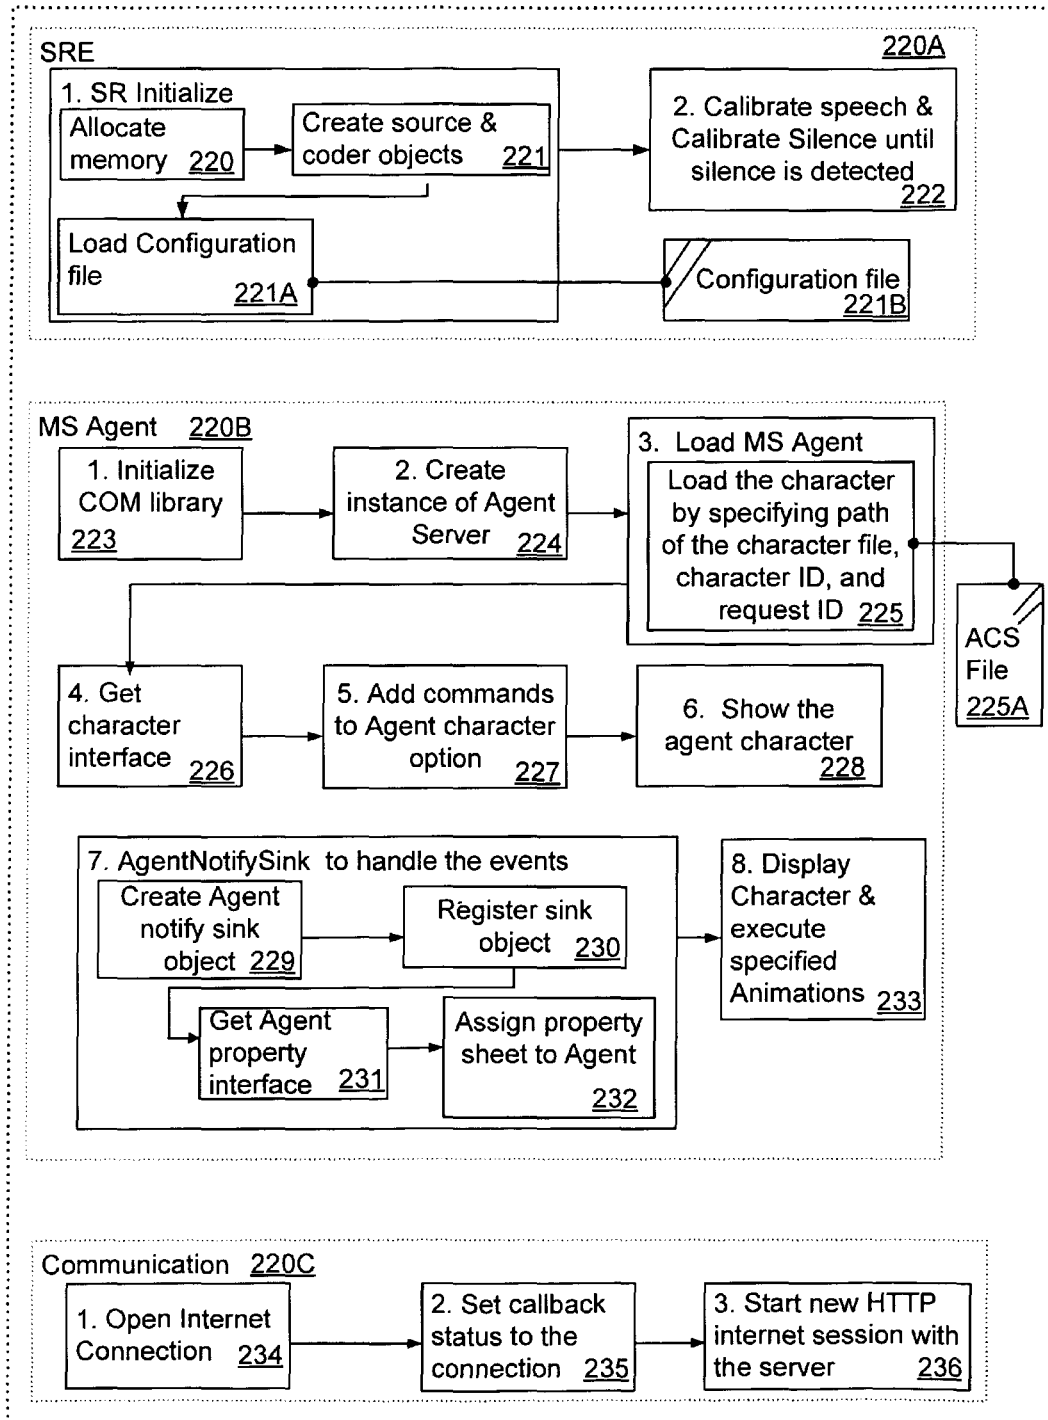 SRE
220A
1. SR Initialize
Allocate
memory 220
Create source &
coder objects 221
2. Calibrate speech &
Calibrate Silence until
silence is detected
222
Load Configuration
file
221A
Configuration file
221B
MS Agent 220B
1. Initialize
COM library
223
2. Create
instance of Agent
Server 224
3. Load MS Agent
Load the character
by specifying path
of the character file,
character ID, and
request ID 225
ACS
File
225A
4. Get
character
interface 226
5. Add commands
to Agent character
option 227
6. Show the
agent character
228
7. AgentNotifySink to handle the events
Create Agent
notify sink
object 229
Register sink
object 230
Get Agent
property
interface 231
Assign property
sheet to Agent
232
8. Display
Character &
execute
specified
Animations 233
Communication 220C
1. Open Internet
Connection 234
2. Set callback
status to the
connection 235
3. Start new HTTP
internet session with
the server 236